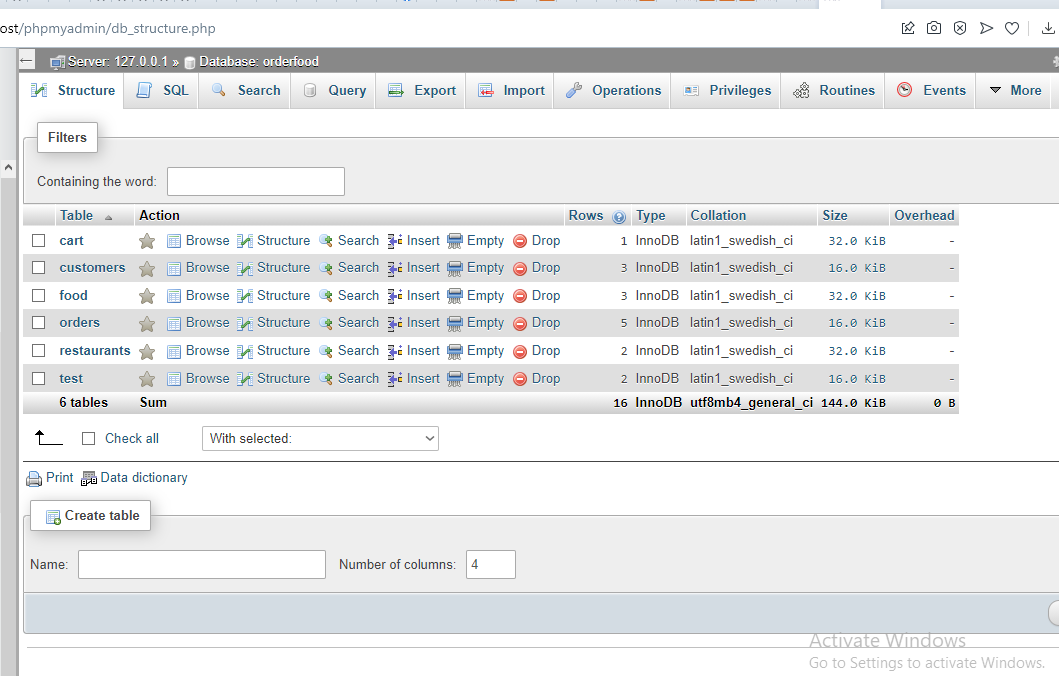 ost/phpmyadmin/db_structure.php
Server: 127.0.0.1 » Database: orderfood
Structure SQL Search Query Export Import Operations Privileges Routines Events More
Filters
Containing the word:
Table Action Rows Type Collation Size Overhead
cart Browse Structure Search Insert Empty Drop 1 InnoDB latin1_swedish_ci 32.0 KiB -
customers Browse Structure Search Insert Empty Drop 3 InnoDB latin1_swedish_ci 16.0 KiB -
food Browse Structure Search Insert Empty Drop 3 InnoDB latin1_swedish_ci 32.0 KiB -
orders Browse Structure Search Insert Empty Drop 5 InnoDB latin1_swedish_ci 16.0 KiB -
restaurants Browse Structure Search Insert Empty Drop 2 InnoDB latin1_swedish_ci 32.0 KiB -
test Browse Structure Search Insert Empty Drop 2 InnoDB latin1_swedish_ci 16.0 KiB -
6 tables Sum 16 InnoDB utf8mb4_general_ci 144.0 KiB 0 B
Check all With selected:
Print Data dictionary
Create table
Name: Number of columns: 4
Activate Windows
Go to Settings to activate Windows.